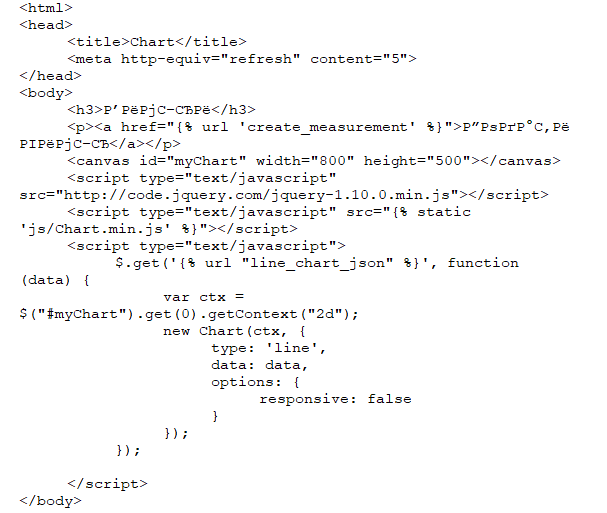 <html>
<head>
<title>Chart</title>
<meta http-equiv="refresh" content="5">
</head>
<body>
<h3>Р’РёРјС–СЂРё</h3>
<p><a href="{% url 'create_measurement' %}">Р”РѕРґР°С‚Рё
РІРёРјС–СЂ</a></p>
<canvas id="myChart" width="800" height="500"></canvas>
<script type="text/javascript"
src="http://code.jquery.com/jquery-1.10.0.min.js"></script>
<script type="text/javascript" src="{% static
'js/Chart.min.js' %}"></script>
<script type="text/javascript">
$.get('{% url "line_chart_json" %}', function
(data) {
var ctx =
$("#myChart").get(0).getContext("2d");
new Chart(ctx, {
type: 'line',
data: data,
options: {
responsive: false
}
});
});
</script>
</body>